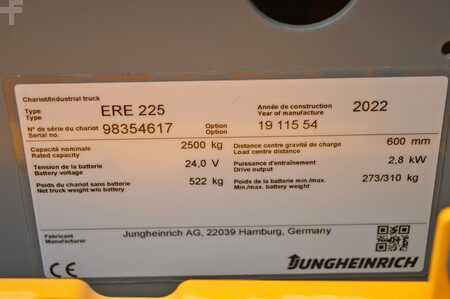 Chariot/Industrial truck
Type ERE 225 Année de construction 2022
Type Year of manufacture
N° de série du chariot 98354617 Option 19 115 54
Serial no. Option
Capacité nominale 2500 kg Distance centre gravité de charge 600 mm
Rated capacity Load centre distance
Tension de la batterie 24,0 V Puissance d'entraînement 2,8 kW
Battery voltage Drive output
Poids du chariot sans batterie 522 kg Poids de la batterie min./max. 273/310 kg
Net truck weight w/o battery Min./max. battery weight
Fabricant Jungheinrich AG, 22039 Hamburg, Germany
Manufacturer
CE JUNGHEINRICH